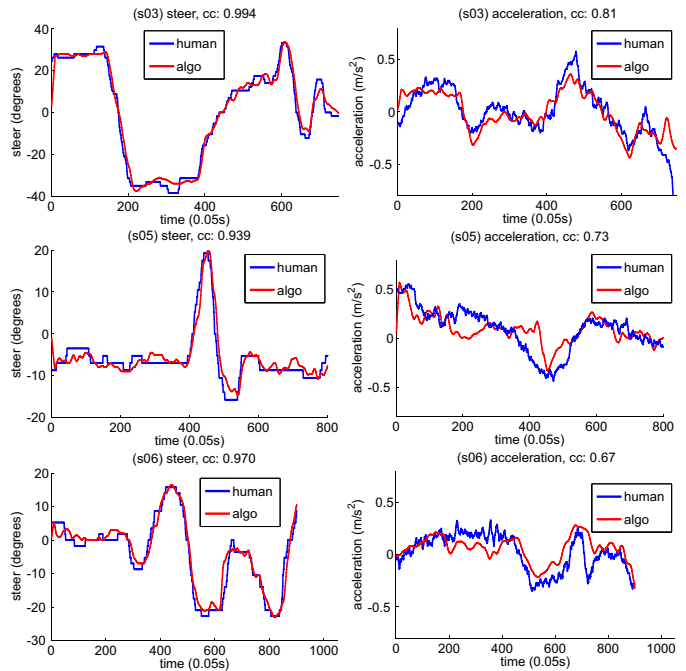 (s03) steer, cc: 0.994
steer (degrees)
40
20
0
-20
-40
human
algo
0
200
400
600
time (0.05s)
(s03) acceleration, cc: 0.81
acceleration (m/s²)
0.5
0
-0.5
human
algo
0
200
400
600
time (0.05s)
(s05) steer, cc: 0.939
steer (degrees)
20
10
0
-10
-20
human
algo
0
200
400
600
800
time (0.05s)
(s05) acceleration, cc: 0.73
acceleration (m/s²)
0.5
0
-0.5
human
algo
0
200
400
600
800
time (0.05s)
(s06) steer, cc: 0.970
steer (degrees)
20
10
0
-10
-20
-30
human
algo
0
200
400
600
800
1000
time (0.05s)
(s06) acceleration, cc: 0.67
acceleration (m/s²)
0.5
0
-0.5
human
algo
0
200
400
600
800
1000
time (0.05s)